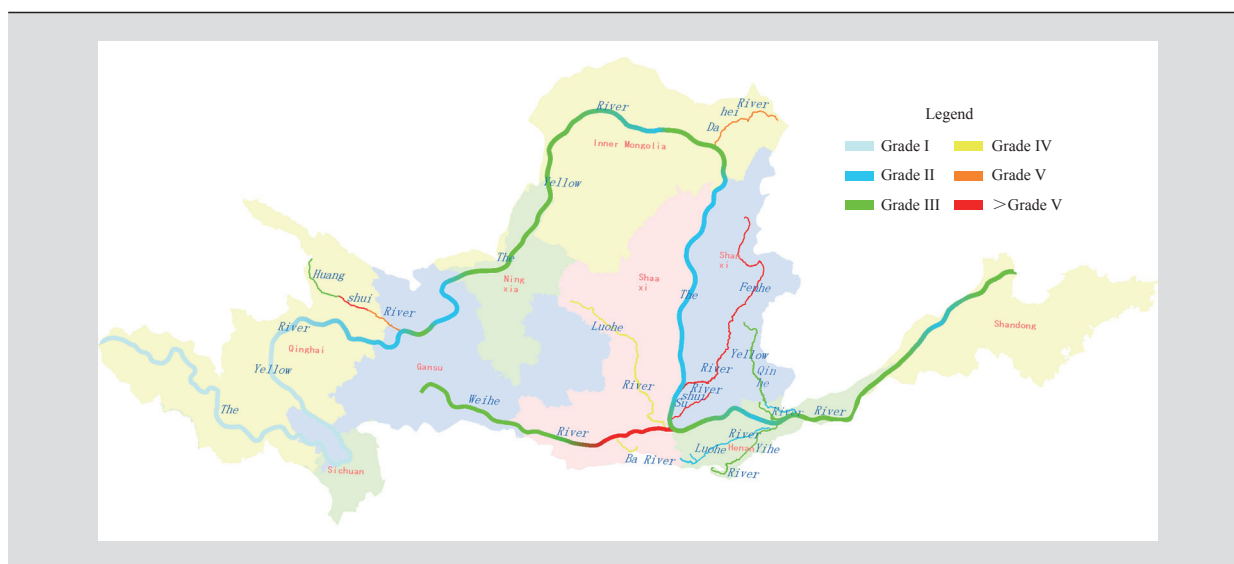 Legend
Grade I
Grade IV
Grade II
Grade V
Grade III
>Grade V
River
Da
hei
River
Inner Mongolia
Yellow
The
Ning
xia
Shaa
xi
Shan
xi
Fenhe
River
The
Huang
shui
River
River
Qinghai
Yellow
The
Gansu
Sichuan
Weihe
River
Luohe
River
Ba River
River
Su
shui
River
Yellow
Qin
he
River
River
River
Luohe
Henan
Yihe
River
Shandong